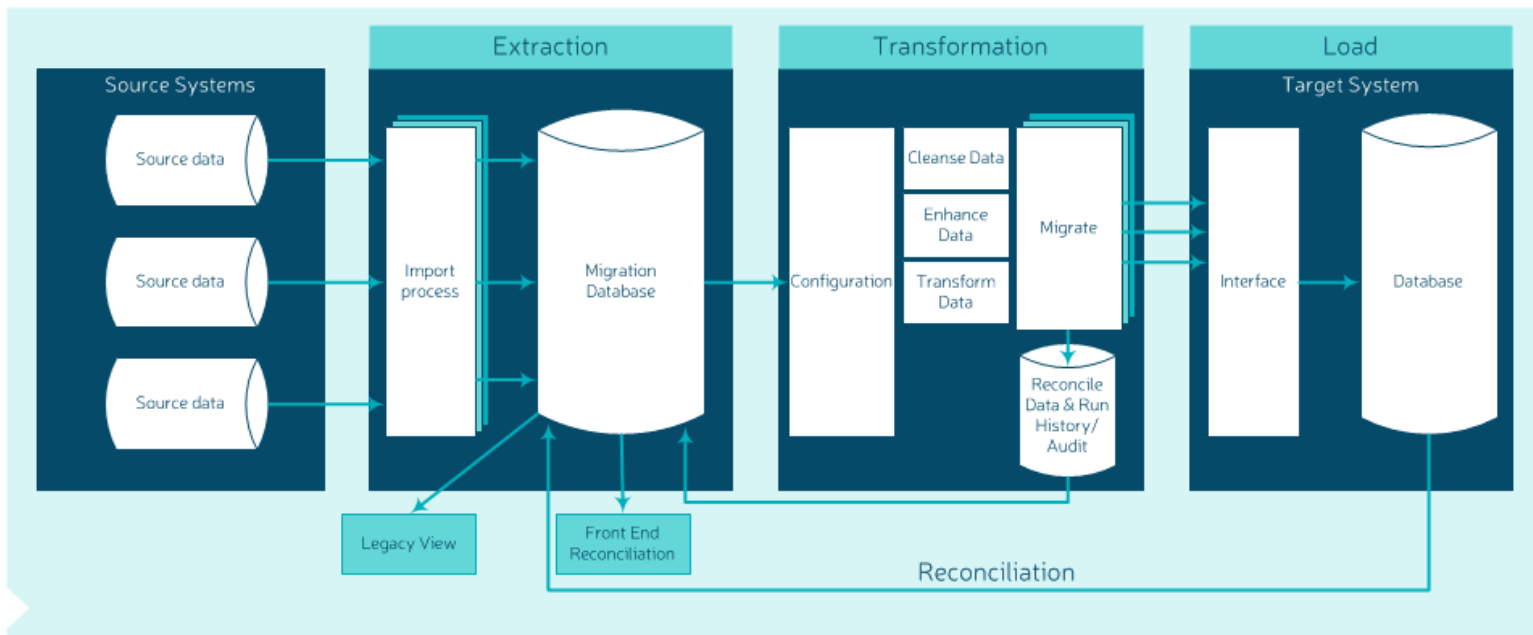 Extraction
Transformation
Load
Source Systems
Target System
Source data
Source data
Source data
Import
process
Migration
Database
Configuration
Cleanse Data
Enhance
Data
Transform
Data
Migrate
Reconcile
Data & Run
History/
Audit
Interface
Database
Legacy View
Front End
Reconciliation
Reconciliation